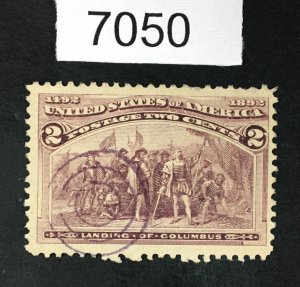 7050
1492 1892
UNITED STATES OF AMERICA
POSTAGE TWO CENTS
2 2
LANDING OF COLUMBUS